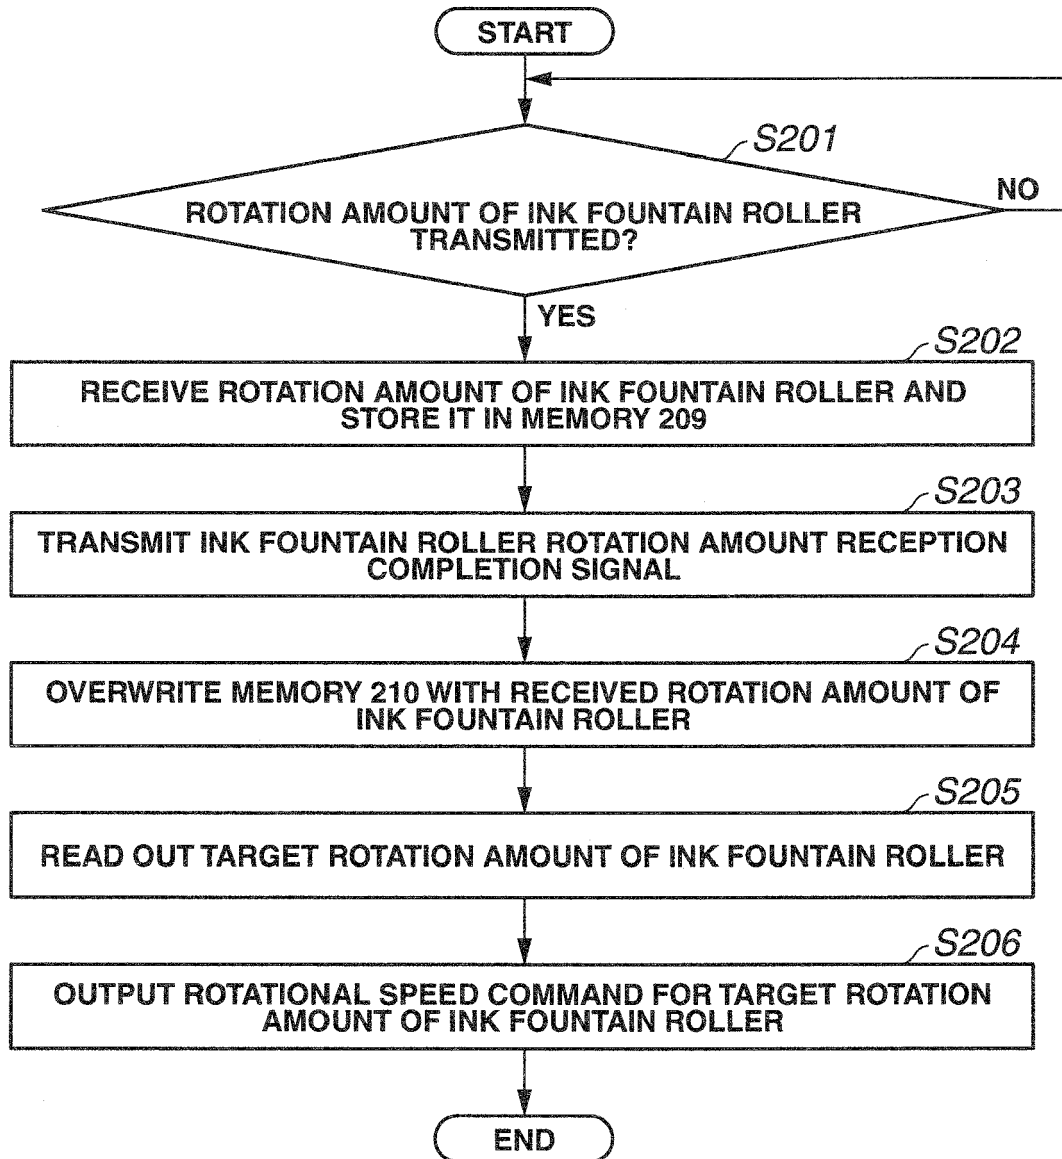 START
S201
NO
ROTATION AMOUNT OF INK FOUNTAIN ROLLER
TRANSMITTED?
YES
S202
RECEIVE ROTATION AMOUNT OF INK FOUNTAIN ROLLER AND
STORE IT IN MEMORY 209
S203
TRANSMIT INK FOUNTAIN ROLLER ROTATION AMOUNT RECEPTION
COMPLETION SIGNAL
S204
OVERWRITE MEMORY 210 WITH RECEIVED ROTATION AMOUNT OF
INK FOUNTAIN ROLLER
S205
READ OUT TARGET ROTATION AMOUNT OF INK FOUNTAIN ROLLER
S206
OUTPUT ROTATIONAL SPEED COMMAND FOR TARGET ROTATION
AMOUNT OF INK FOUNTAIN ROLLER
END